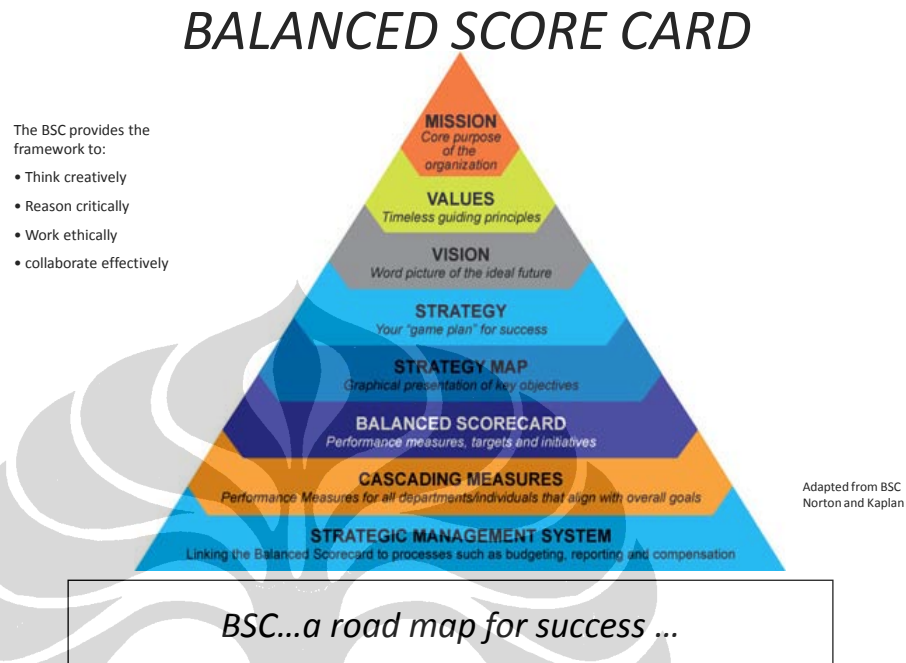 BALANCED SCORE CARD
The BSC provides the
framework to:
• Think creatively
• Reason critically
• Work ethically
• collaborate effectively
MISSION
Core purpose
of the
organization
VALUES
Timeless guiding principles
VISION
Word picture of the ideal future
STRATEGY
Your "game plan" for success
STRATEGY MAP
Graphical presentation of key objectives
BALANCED SCORECARD
Performance measures, targets and initiatives
CASCADING MEASURES
Performance Measures for all departments/individuals that align with overall goals
STRATEGIC MANAGEMENT SYSTEM
Linking the Balanced Scorecard to processes such as budgeting, reporting and compensation
Adapted from BSC
Norton and Kaplan
BSC…a road map for success …